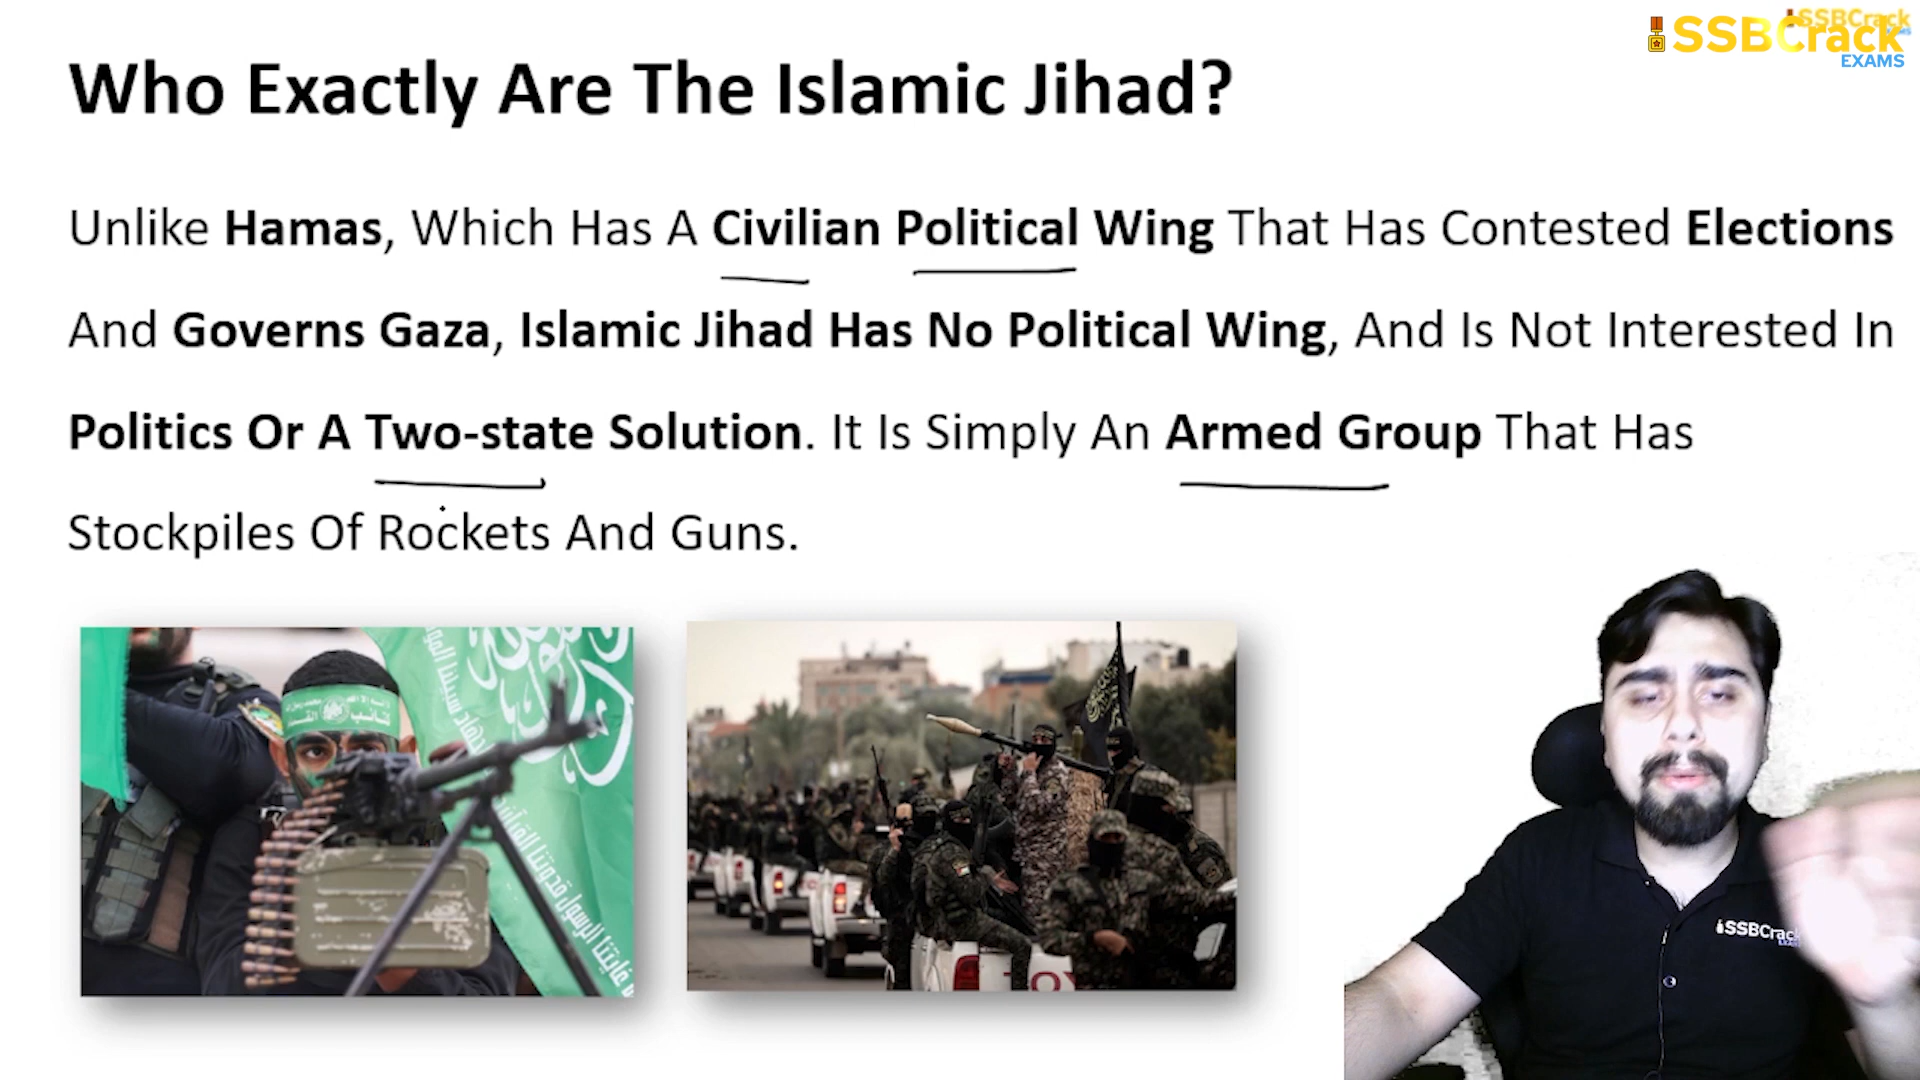 SSBCrack
EXAMS
SSBCrack
Who Exactly Are The Islamic Jihad?
Unlike Hamas, Which Has A Civilian Political Wing That Has Contested Elections
And Governs Gaza, Islamic Jihad Has No Political Wing, And Is Not Interested In
Politics Or A Two-state Solution. It Is Simply An Armed Group That Has
Stockpiles Of Rockets And Guns.
SSBCrac